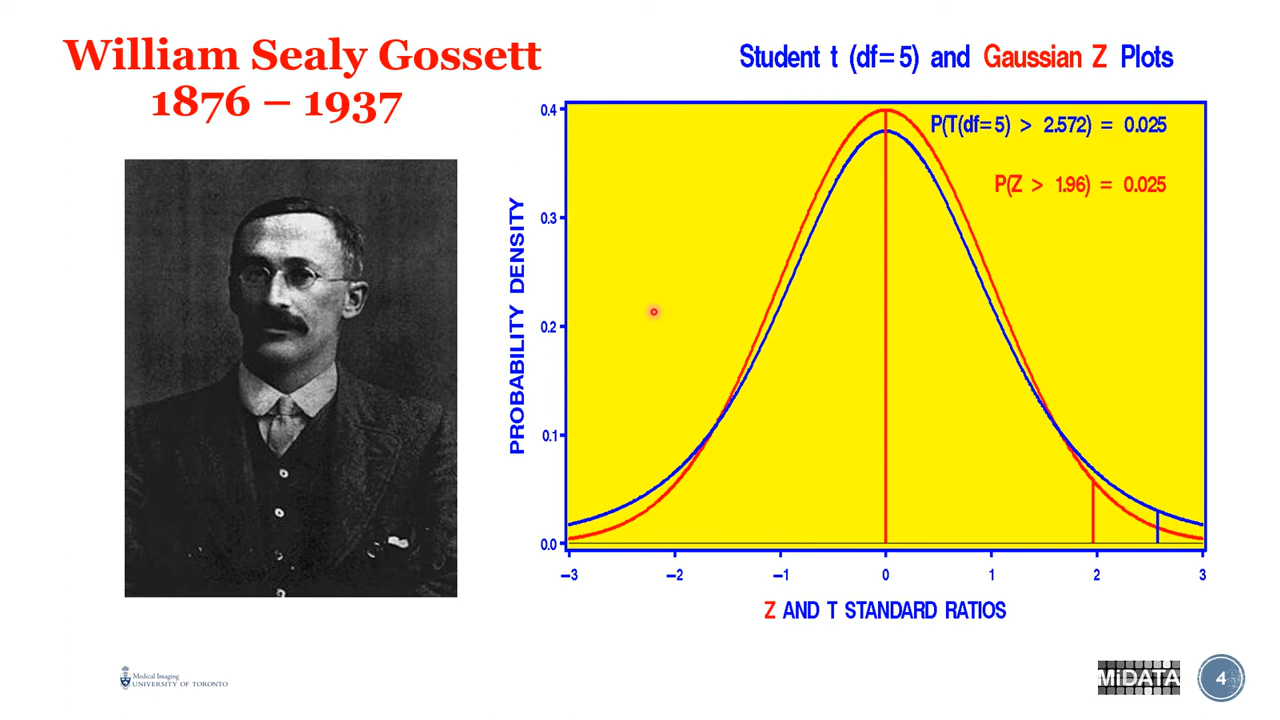 William Sealy Gossett
1876 – 1937
Student t (df=5) and Gaussian Z Plots
P(T(df=5) > 2.572) = 0.025
P(Z > 1.96) = 0.025
PROBABILITY DENSITY
0.4
0.3
0.2
0.1
0.0
−3 −2 −1 0 1 2 3
Z AND T STANDARD RATIOS
Medical Imaging
UNIVERSITY OF TORONTO
MiDATA
4